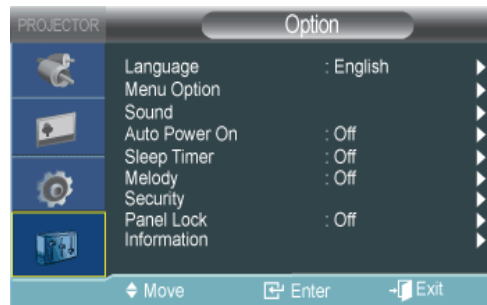 PROJECTOR
Option
Language : English
Menu Option
Sound
Auto Power On : Off
Sleep Timer : Off
Melody : Off
Security
Panel Lock : Off
Information
Move Enter Exit